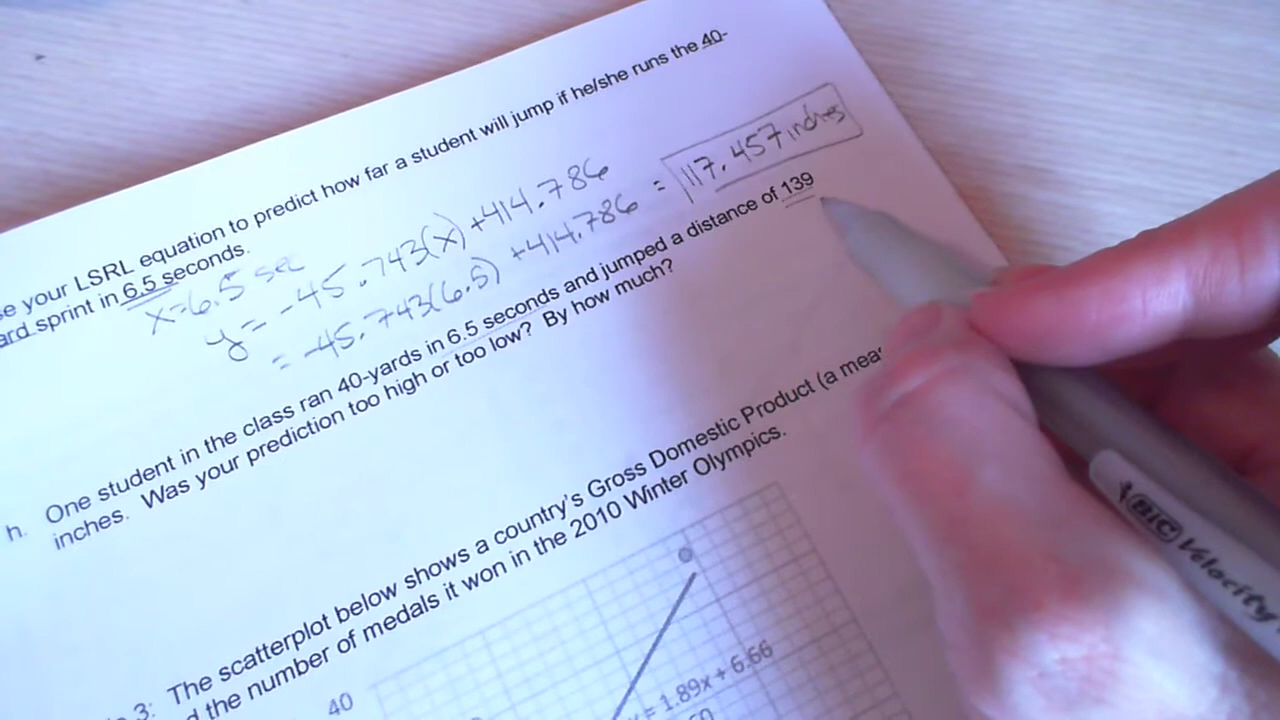 e your LSRL equation to predict how far a student will jump if he/she runs the 40-
ard sprint in 6.5 seconds.
x=6.5 sec
y = -45.743(x)+414.786
= -45.743(6.5) +414.786 = 117.457 inches
h. One student in the class ran 40-yards in 6.5 seconds and jumped a distance of 139
inches. Was your prediction too high or too low? By how much?
3: The scatterplot below shows a country's Gross Domestic Product (a mea
d the number of medals it won in the 2010 Winter Olympics.
40
= 1.89x + 6.66
BIC Velocity